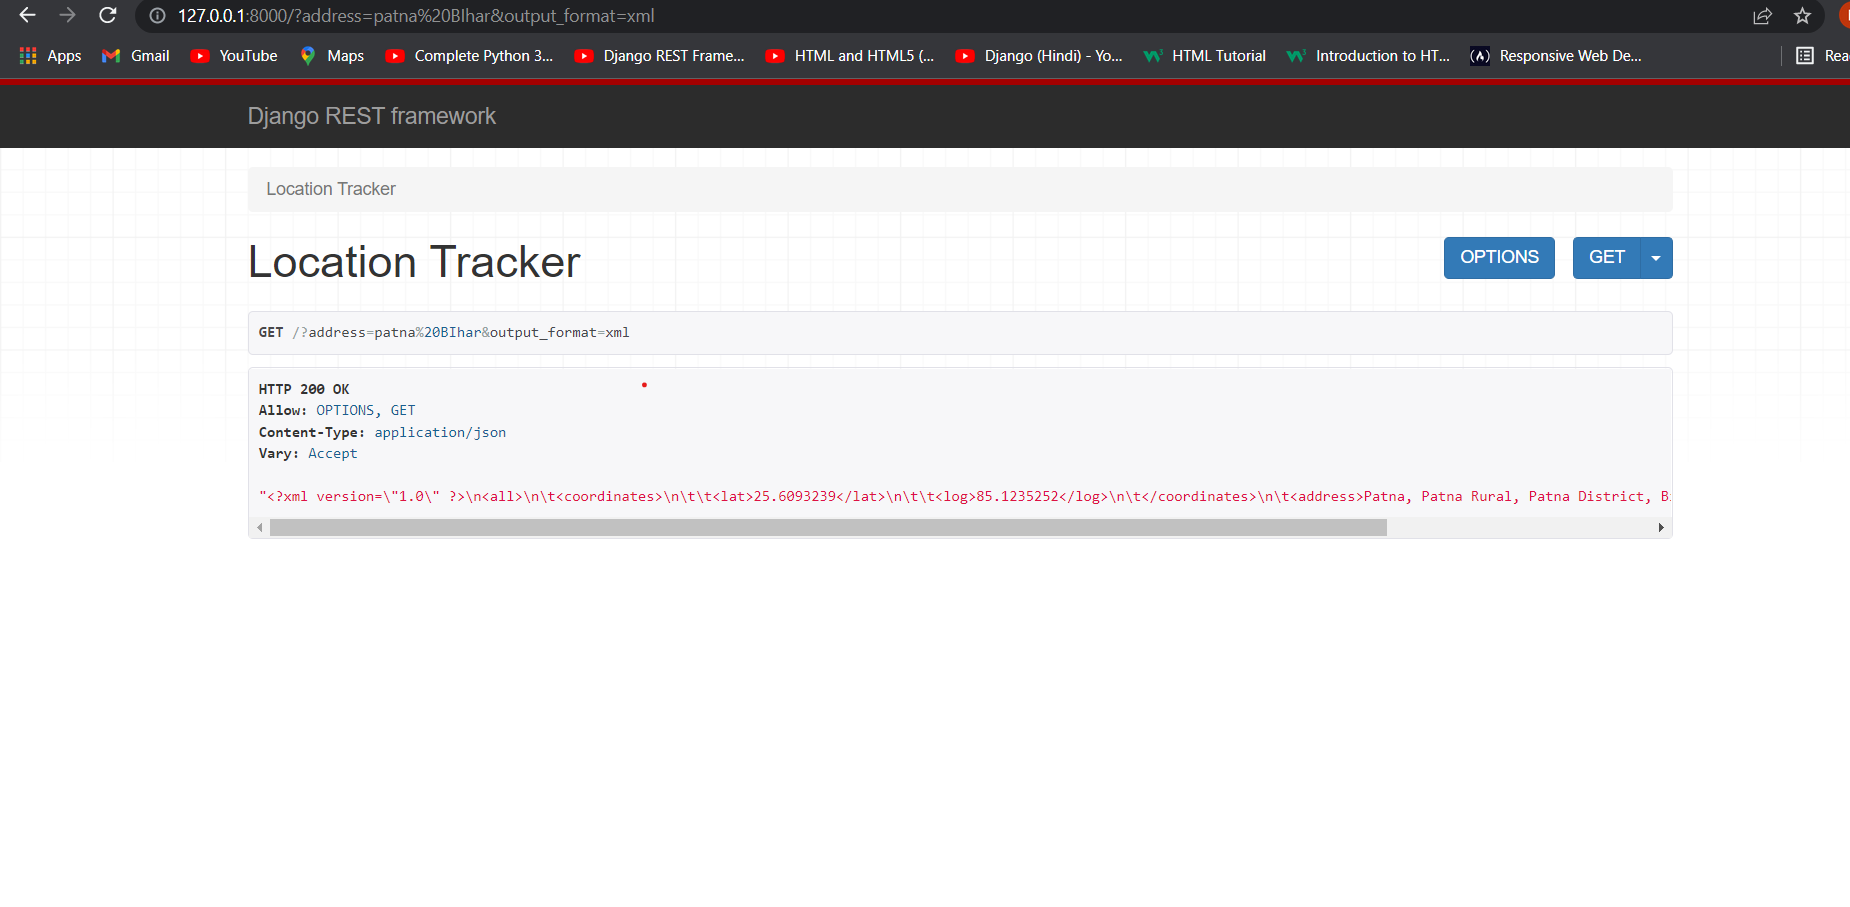 127.0.0.1:8000/?address=patna%20BIhar&output_format=xml
Apps Gmail YouTube Maps Complete Python 3... Django REST Frame... HTML and HTML5 (... Django (Hindi) - Yo... HTML Tutorial Introduction to HT... Responsive Web De... Rea
Django REST framework
Location Tracker
Location Tracker
OPTIONS GET
GET /?address=patna%20BIhar&output_format=xml
HTTP 200 OK
Allow: OPTIONS, GET
Content-Type: application/json
Vary: Accept
"<?xml version=\"1.0\" ?>\n<all>\n\t<coordinates>\n\t\t<lat>25.6093239</lat>\n\t\t<log>85.1235252</log>\n\t</coordinates>\n\t<address>Patna, Patna Rural, Patna District, B